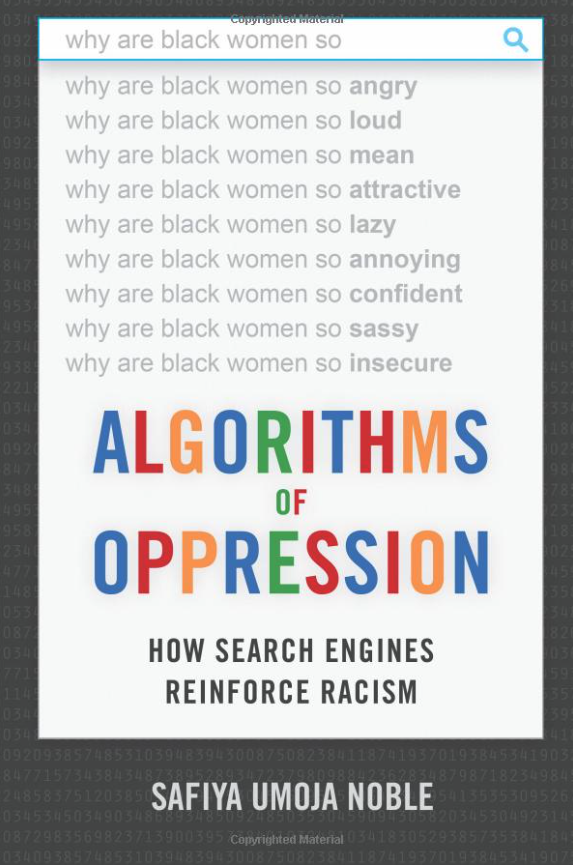 Copyrighted Material
why are black women so
why are black women so angry
why are black women so loud
why are black women so mean
why are black women so attractive
why are black women so lazy
why are black women so annoying
why are black women so confident
why are black women so sassy
why are black women so insecure
ALGORITHMS
OF
OPPRESSION
HOW SEARCH ENGINES
REINFORCE RACISM
SAFIYA UMOJA NOBLE
Copyrighted Material